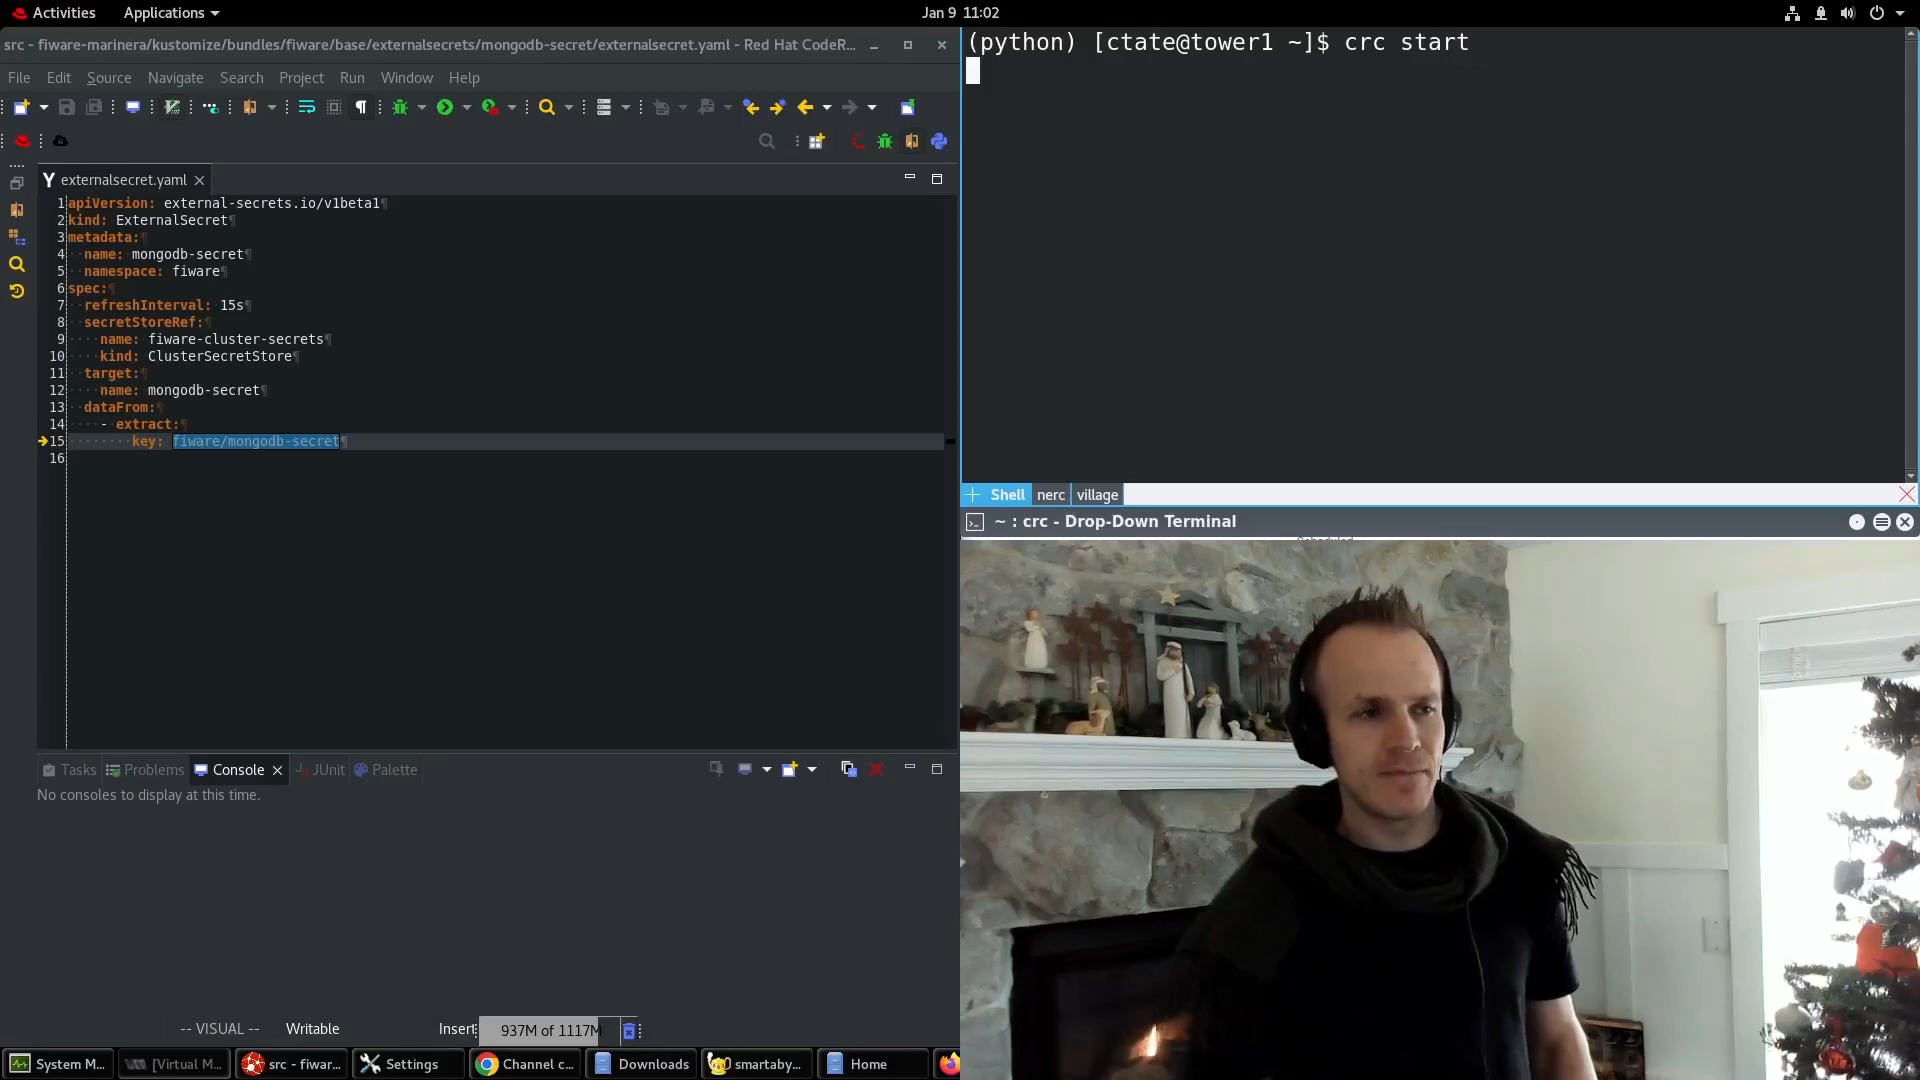 Activities
Applications
Jan 9 11:02
src - fiware-marinera/kustomize/bundles/fiware/base/externalsecrets/mongodb-secret/externalsecret.yaml - Red Hat CodeR...
File Edit Source Navigate Search Project Run Window Help
externalsecret.yaml
1 apiVersion: external-secrets.io/v1beta1¶
2 kind: ExternalSecret¶
3 metadata:¶
4 name: mongodb-secret¶
5 namespace: fiware¶
6 spec:¶
7 refreshInterval: 15s¶
8 secretStoreRef:¶
9 name: fiware-cluster-secrets¶
10 kind: ClusterSecretStore¶
11 target:¶
12 name: mongodb-secret¶
13 dataFrom:¶
14 - extract:¶
15 key: fiware/mongodb-secret¶
16
Tasks Problems Console JUnit Palette
No consoles to display at this time.
-- VISUAL -- Writable Insert 937M of 1117M
(python) [ctate@tower1 ~]$ crc start
Shell nerc village
~ : crc - Drop-Down Terminal
System M... [Virtual M... src - fiwar... Settings Channel c... Downloads smartaby... Home